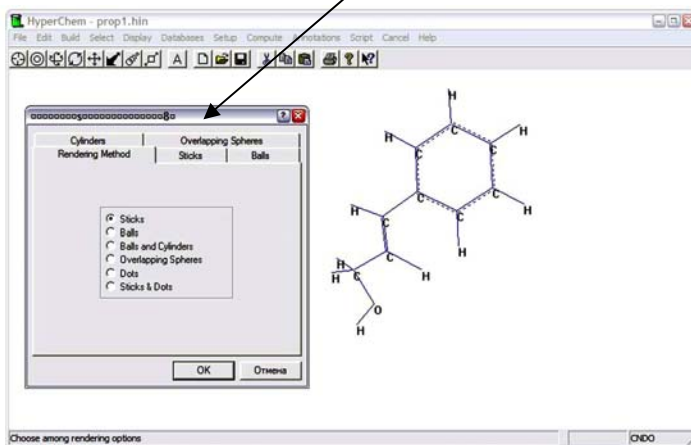 HyperChem - prop1.hin
File Edit Build Select Display Databases Setup Compute Annotations Script Cancel Help
A
Cylinders Overlapping Spheres
Rendering Method Sticks Balls
Sticks
Balls
Balls and Cylinders
Overlapping Spheres
Dots
Sticks & Dots
OK Отмена
H
C
H H
C C
C C
H H
C C
H
C H
H C
H
O
H
Choose among rendering options CNDO